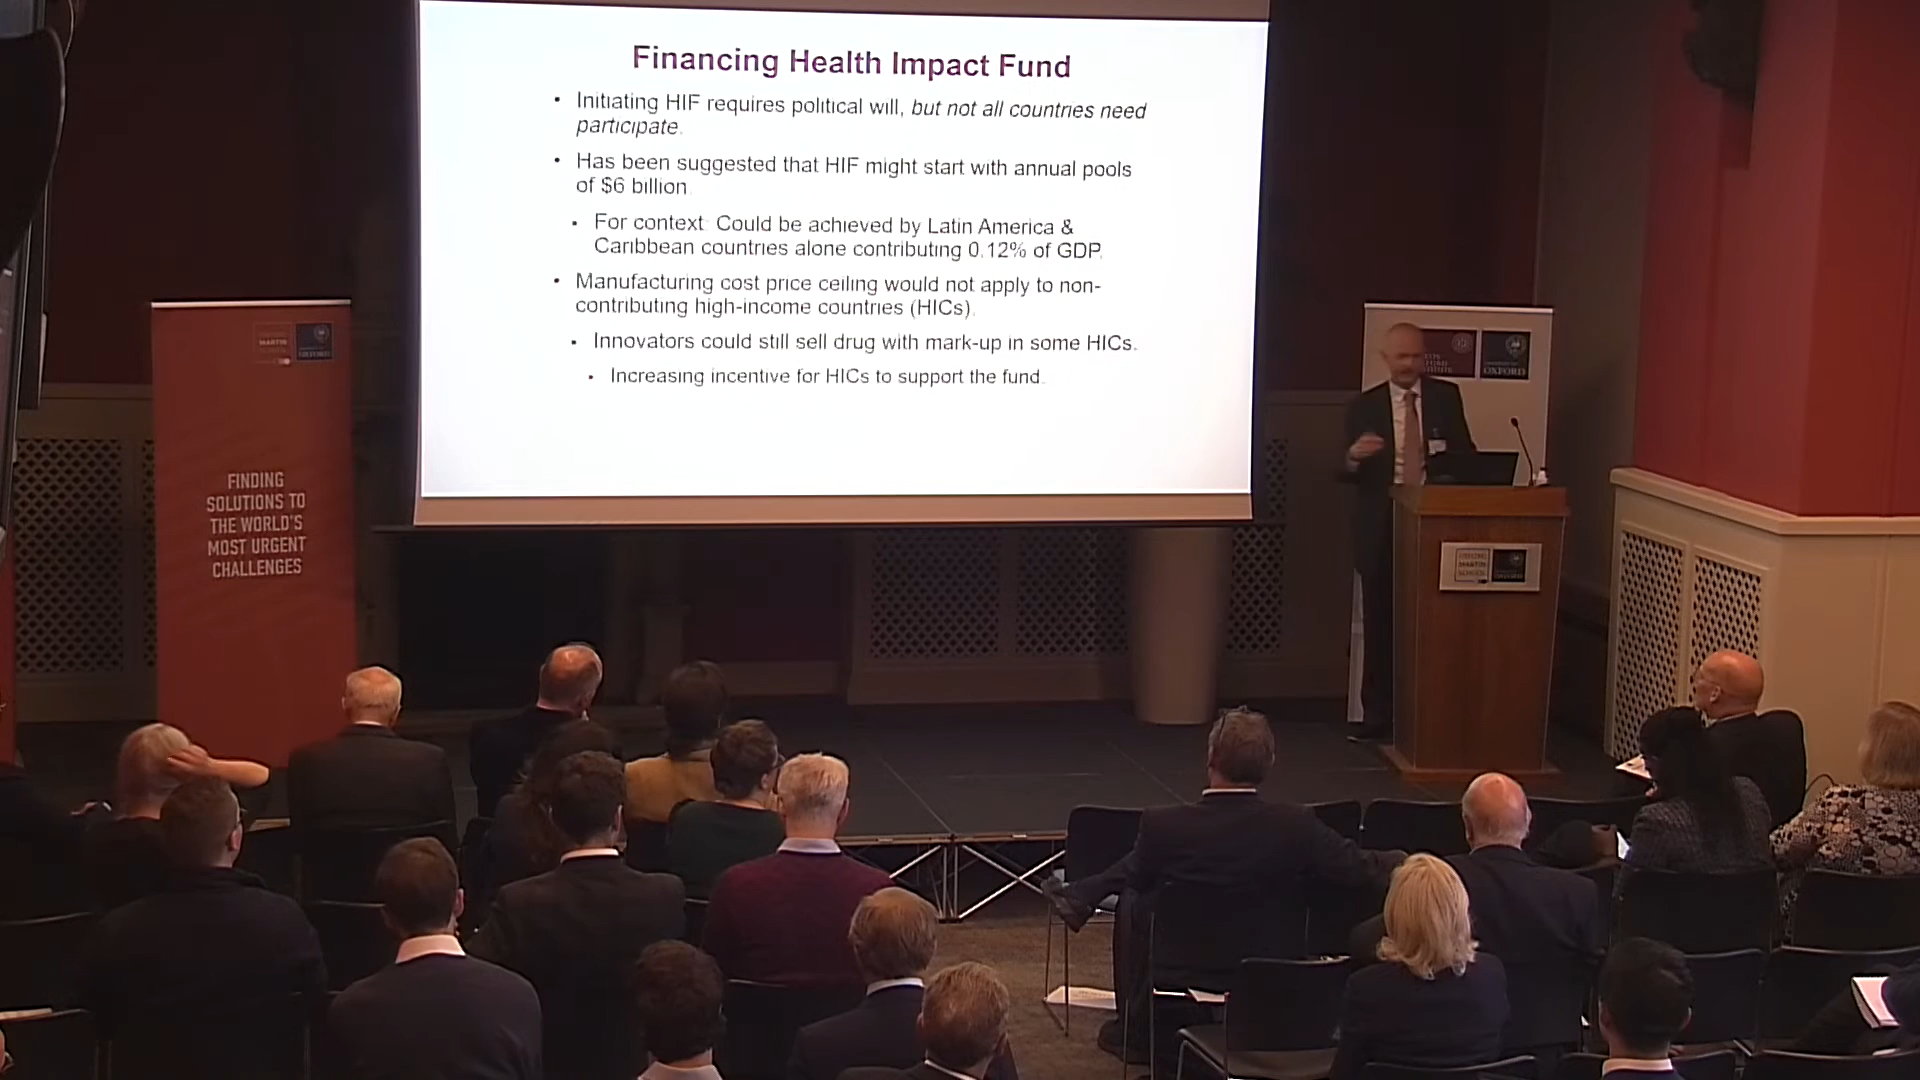 Financing Health Impact Fund
• Initiating HIF requires political will, but not all countries need
participate.
• Has been suggested that HIF might start with annual pools
of $6 billion.
• For context: Could be achieved by Latin America &
Caribbean countries alone contributing 0.12% of GDP.
• Manufacturing cost price ceiling would not apply to non-
contributing high-income countries (HICs).
• Innovators could still sell drug with mark-up in some HICs.
• Increasing incentive for HICs to support the fund.
MARTIN
OXFORD
FINDING
SOLUTIONS TO
THE WORLD'S
MOST URGENT
CHALLENGES
OXFORD
OXFORD
MARTIN
SCHOOL
OXFORD